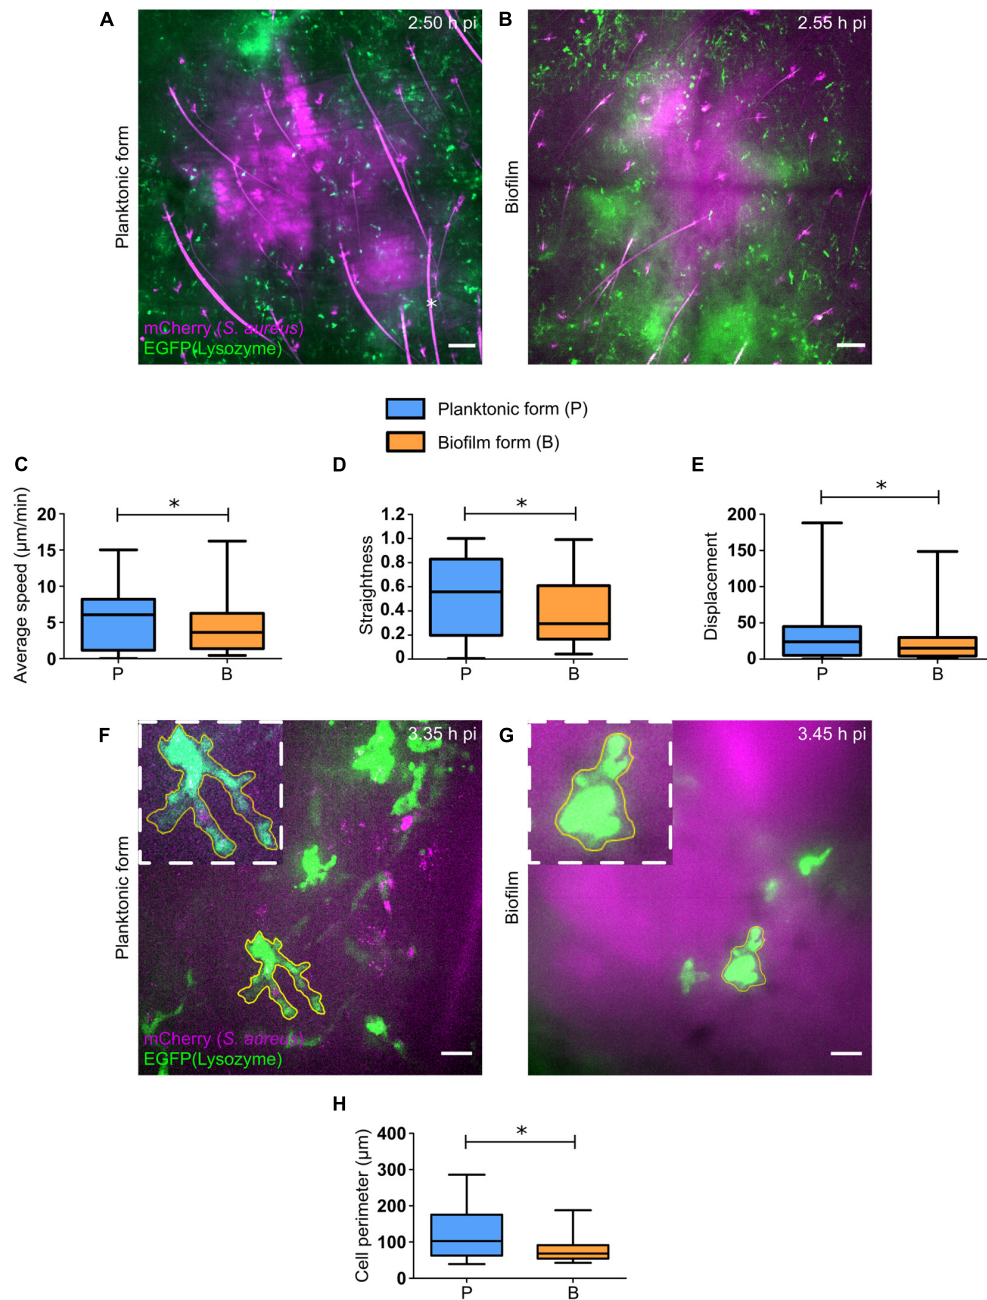 A
2:50 h pi
Planktonic form
mCherry (S. aureus)
EGFP(Lysozyme)
*
B
2.55 h pi
Biofilm
Planktonic form (P)
Biofilm form (B)
C
Average speed (µm/min)
20
15
10
5
0
*
P
B
D
Straightness
1.2
1.0
0.8
0.6
0.4
0.2
0
*
P
B
E
Displacement
200
150
100
50
0
*
P
B
F
3.35 h pi
Planktonic form
mCherry (S. aureus)
EGFP(Lysozyme)
G
3.45 h pi
Biofilm
H
Cell perimeter (µm)
400
300
200
100
0
*
P
B